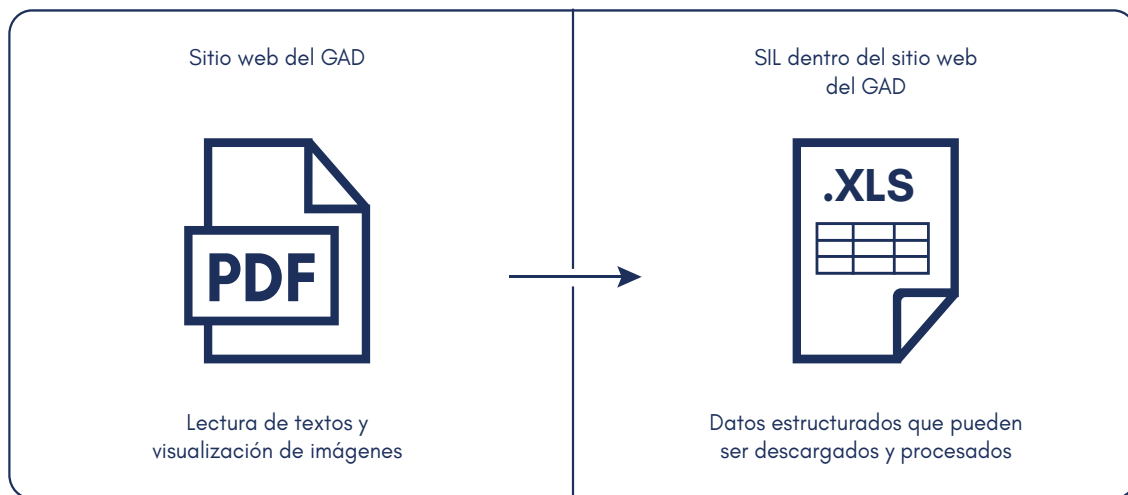 Sitio web del GAD
PDF
Lectura de textos y
visualización de imágenes
SIL dentro del sitio web
del GAD
.XLS
Datos estructurados que pueden
ser descargados y procesados